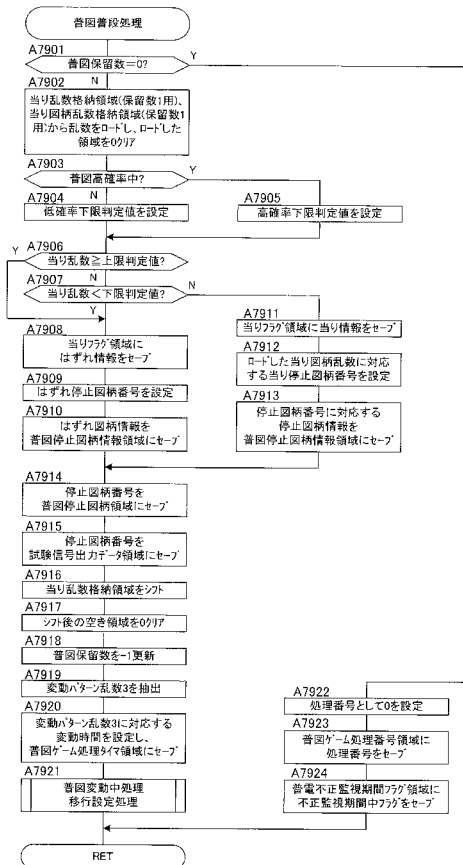 普図普段処理
A7901
普図保留数=0?
Y
N
A7902
当り乱数格納領域(保留数1用)、
当り図柄乱数格納領域(保留数1
用)から乱数をロードし、ロードした
領域を0クリア
A7903
普図高確率中?
Y
N
A7904
低確率下限判定値を設定
A7905
高確率下限判定値を設定
A7906
Y
当り乱数≧上限判定値?
N
A7907
当り乱数<下限判定値?
N
Y
A7908
当りフラグ領域に
はずれ情報をセーブ
A7909
はずれ停止図柄番号を設定
A7910
はずれ図柄情報を
普図停止図柄情報領域にセーブ
A7911
当りフラグ領域に当り情報をセーブ
A7912
ロードした当り図柄乱数に対応
する当り停止図柄番号を設定
A7913
停止図柄番号に対応する
停止図柄情報を
普図停止図柄情報領域にセーブ
A7914
停止図柄番号を
普図停止図柄領域にセーブ
A7915
停止図柄番号を
試験信号出力データ領域にセーブ
A7916
当り乱数格納領域をシフト
A7917
シフト後の空き領域を0クリア
A7918
普図保留数を-1更新
A7919
変動パターン乱数3を抽出
A7920
変動パターン乱数3に対応する
変動時間を設定し、
普図ゲーム処理タイマ領域にセーブ
A7921
普図変動中処理
移行設定処理
A7922
処理番号として0を設定
A7923
普図ゲーム処理番号領域に
処理番号をセーブ
A7924
普電不正監視期間フラグ領域に
不正監視期間中フラグをセーブ
RET